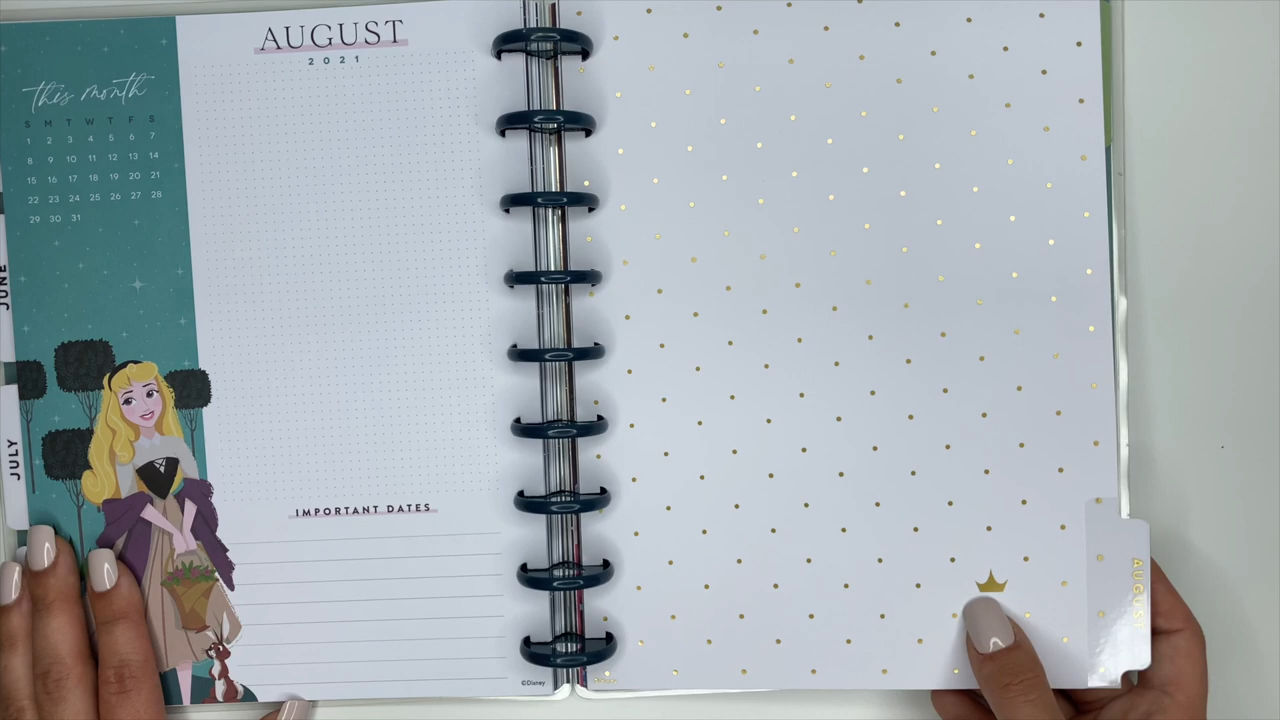 AUGUST
2021
this month
S M T W T F S
1 2 3 4 5 6 7
8 9 10 11 12 13 14
15 16 17 18 19 20 21
22 23 24 25 26 27 28
29 30 31
JUNE
JULY
IMPORTANT DATES
©Disney
AUGUST